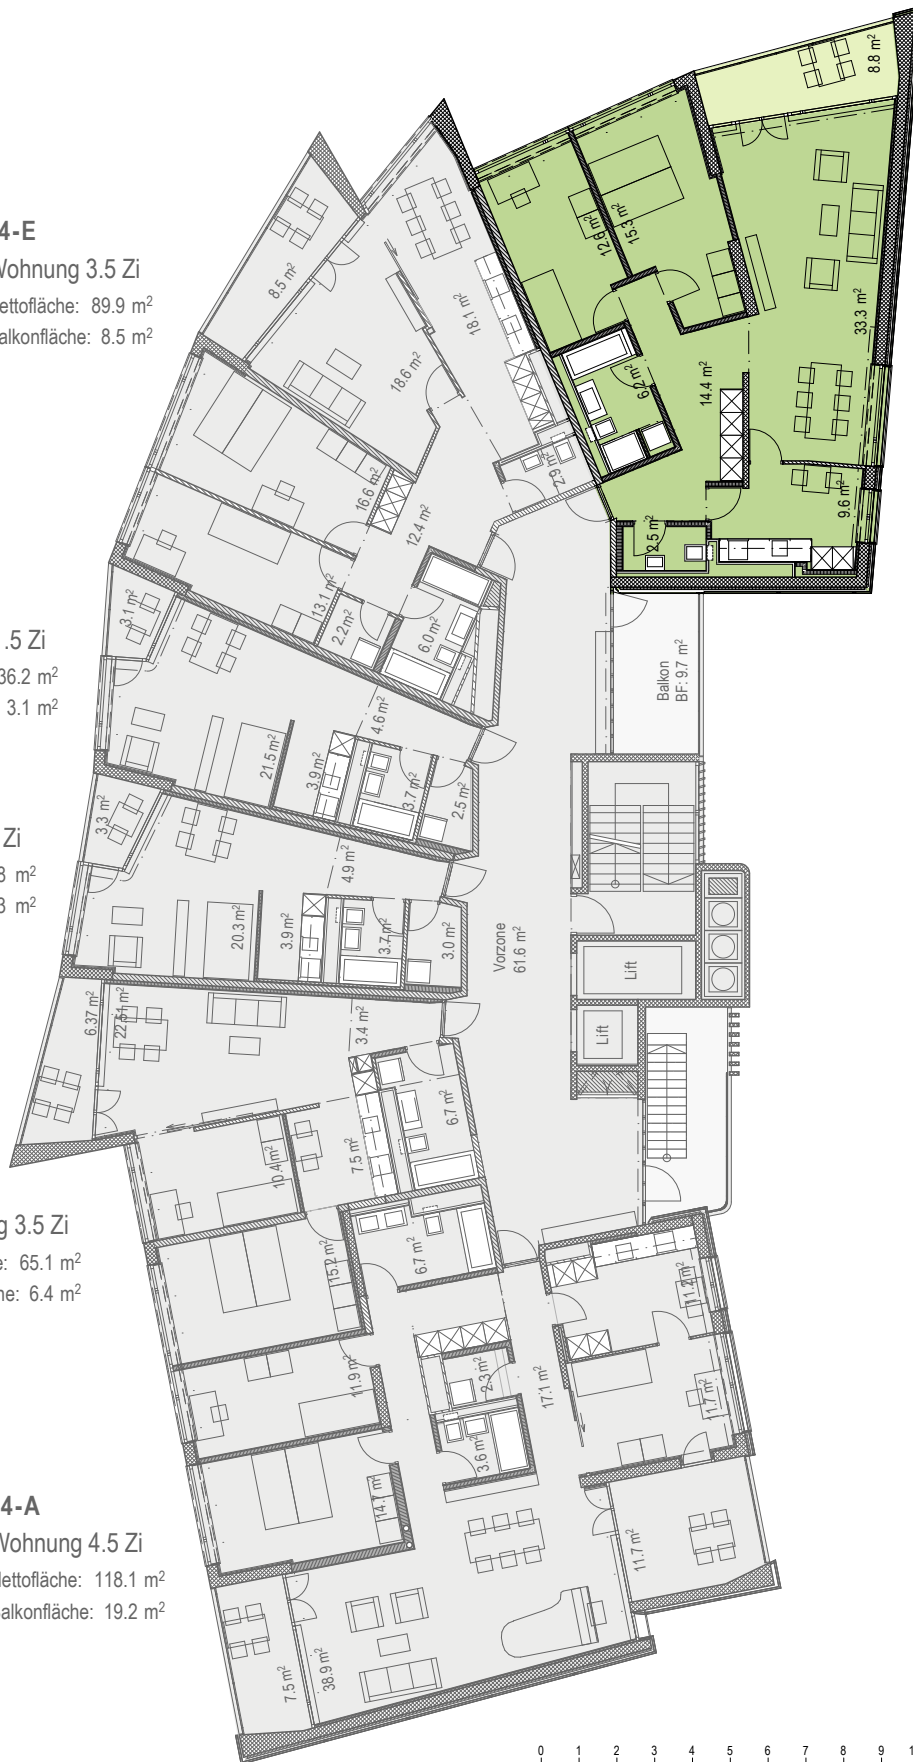 8.8 m²
12.6 m²
15.3 m²
33.3 m²
6.2 m²
14.4 m²
9.6 m²
2.5 m²
4-E
Wohnung 3.5 Zi
ettofläche: 89.9 m²
alkonfläche: 8.5 m²
8.5 m²
18.1 m²
18.6 m²
2.9 m²
16.6 m²
12.4 m²
13.1 m²
2.2 m²
6.0 m²
3.1 m²
.5 Zi
36.2 m²
3.1 m²
4.6 m²
21.5 m²
3.9 m²
3.7 m²
2.5 m²
Balkon
BF: 9.7 m²
3.3 m²
Zi
3 m²
3 m²
4.9 m²
20.3 m²
3.9 m²
3.7 m²
3.0 m²
Vorzone
61.6 m²
Lift
Lift
6.37 m²
22.51 m²
3.4 m²
6.7 m²
7.5 m²
10.4 m²
g 3.5 Zi
e: 65.1 m²
he: 6.4 m²
15.2 m²
6.7 m²
11.2 m²
11.9 m²
2.3 m²
17.1 m²
11.7 m²
3.6 m²
14.7 m²
4-A
Wohnung 4.5 Zi
Nettofläche: 118.1 m²
Balkonfläche: 19.2 m²
11.7 m²
7.5 m²
38.9 m²
0 1 2 3 4 5 6 7 8 9 1